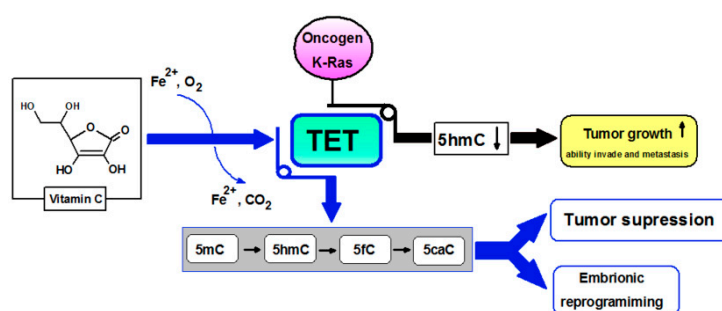 Oncogen
K-Ras
Fe2+, O2
HO
OH
O
O
HO
OH
Vitamin C
TET
5hmC ↓
Tumor growth ↑
ability invade and metastasis
Fe2+, CO2
5mC → 5hmC → 5fC → 5caC
Tumor supression
Embrionic
reprogramiming